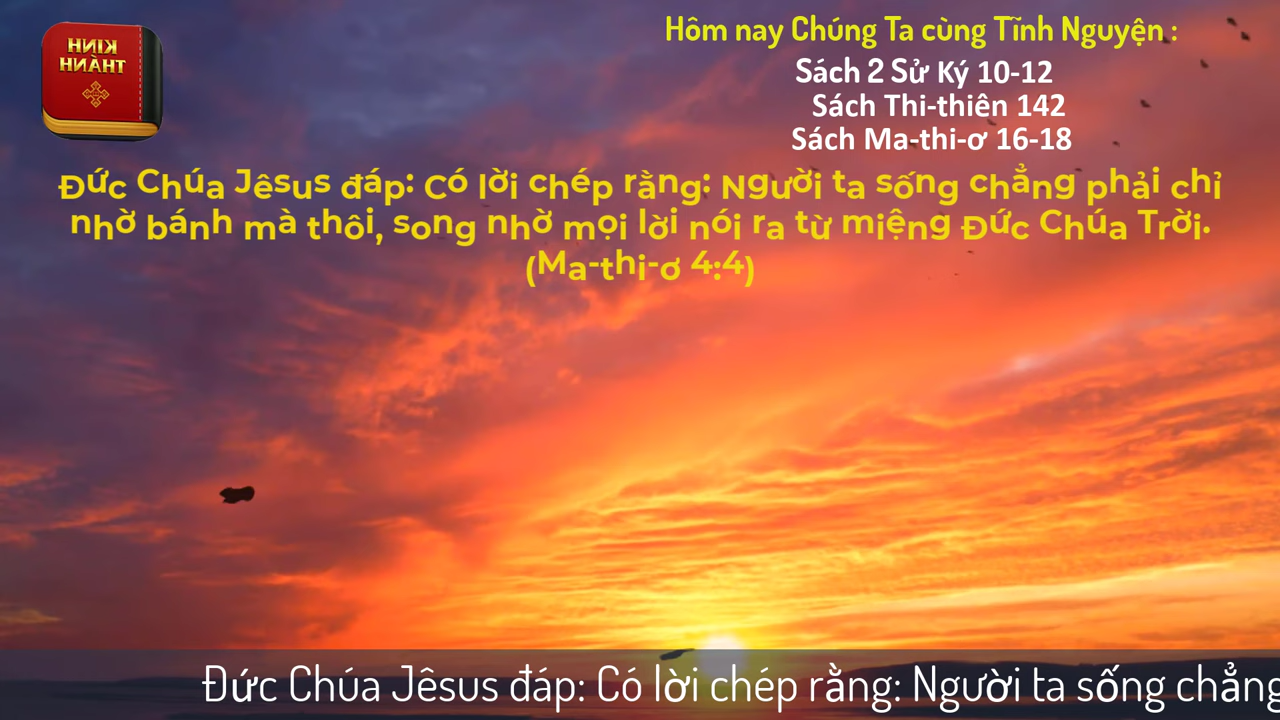 KINH
THÀNH
Hôm nay Chúng Ta cùng Tĩnh Nguyện :
Sách 2 Sử Ký 10-12
Sách Thi-thiên 142
Sách Ma-thi-ơ 16-18
Đức Chúa Jêsus đáp: Có lời chép rằng: Người ta sống chẳng phải chỉ
nhờ bánh mà thôi, song nhờ mọi lời nói ra từ miệng Đức Chúa Trời.
(Ma-thi-ơ 4:4)
Đức Chúa Jêsus đáp: Có lời chép rằng: Người ta sống chẳng